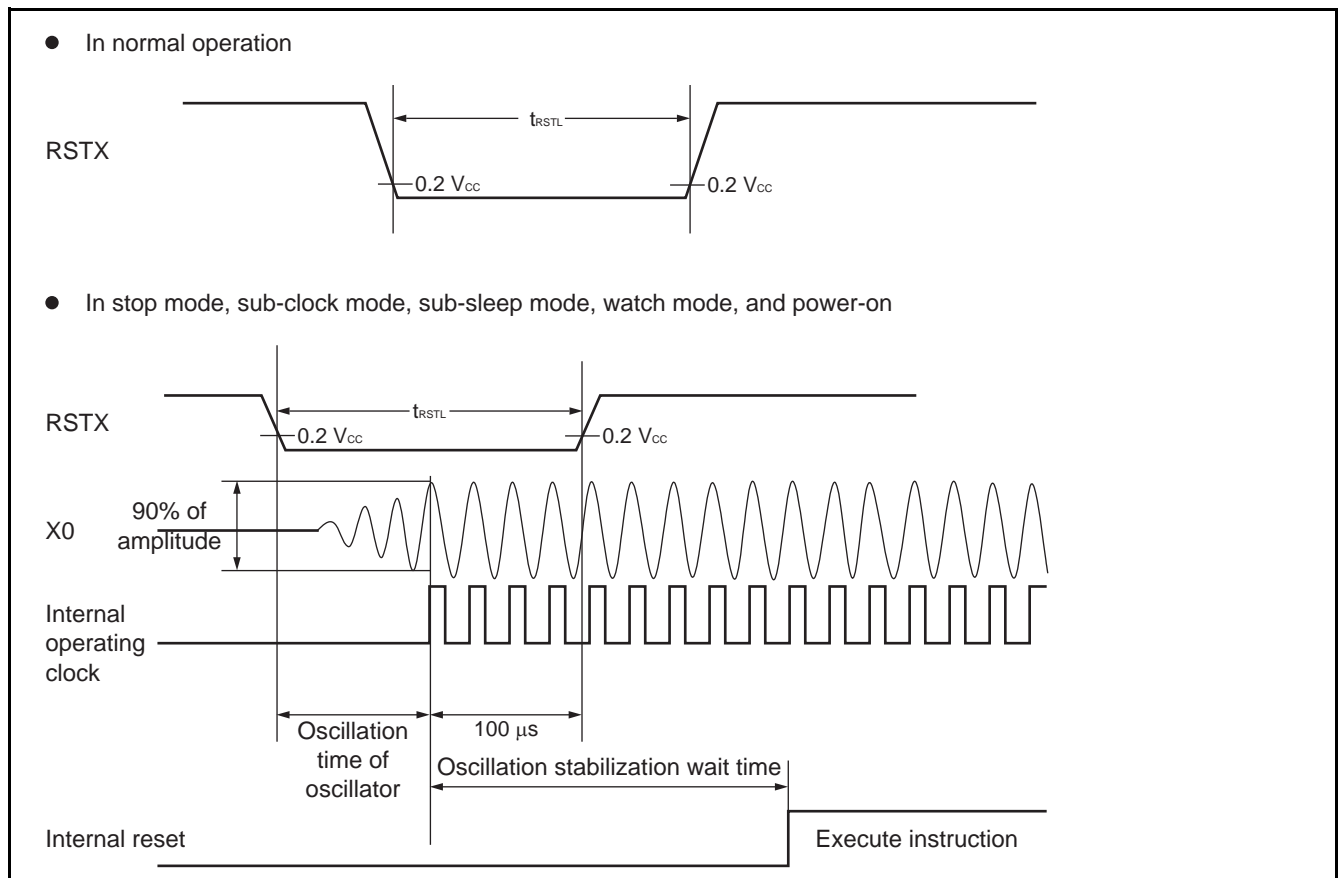 ● In normal operation
tRSTL
RSTX
0.2 Vcc
0.2 Vcc
● In stop mode, sub-clock mode, sub-sleep mode, watch mode, and power-on
tRSTL
RSTX
0.2 Vcc
0.2 Vcc
90% of
amplitude
X0
Internal
operating
clock
Oscillation
time of
oscillator
100 μs
Oscillation stabilization wait time
Internal reset
Execute instruction